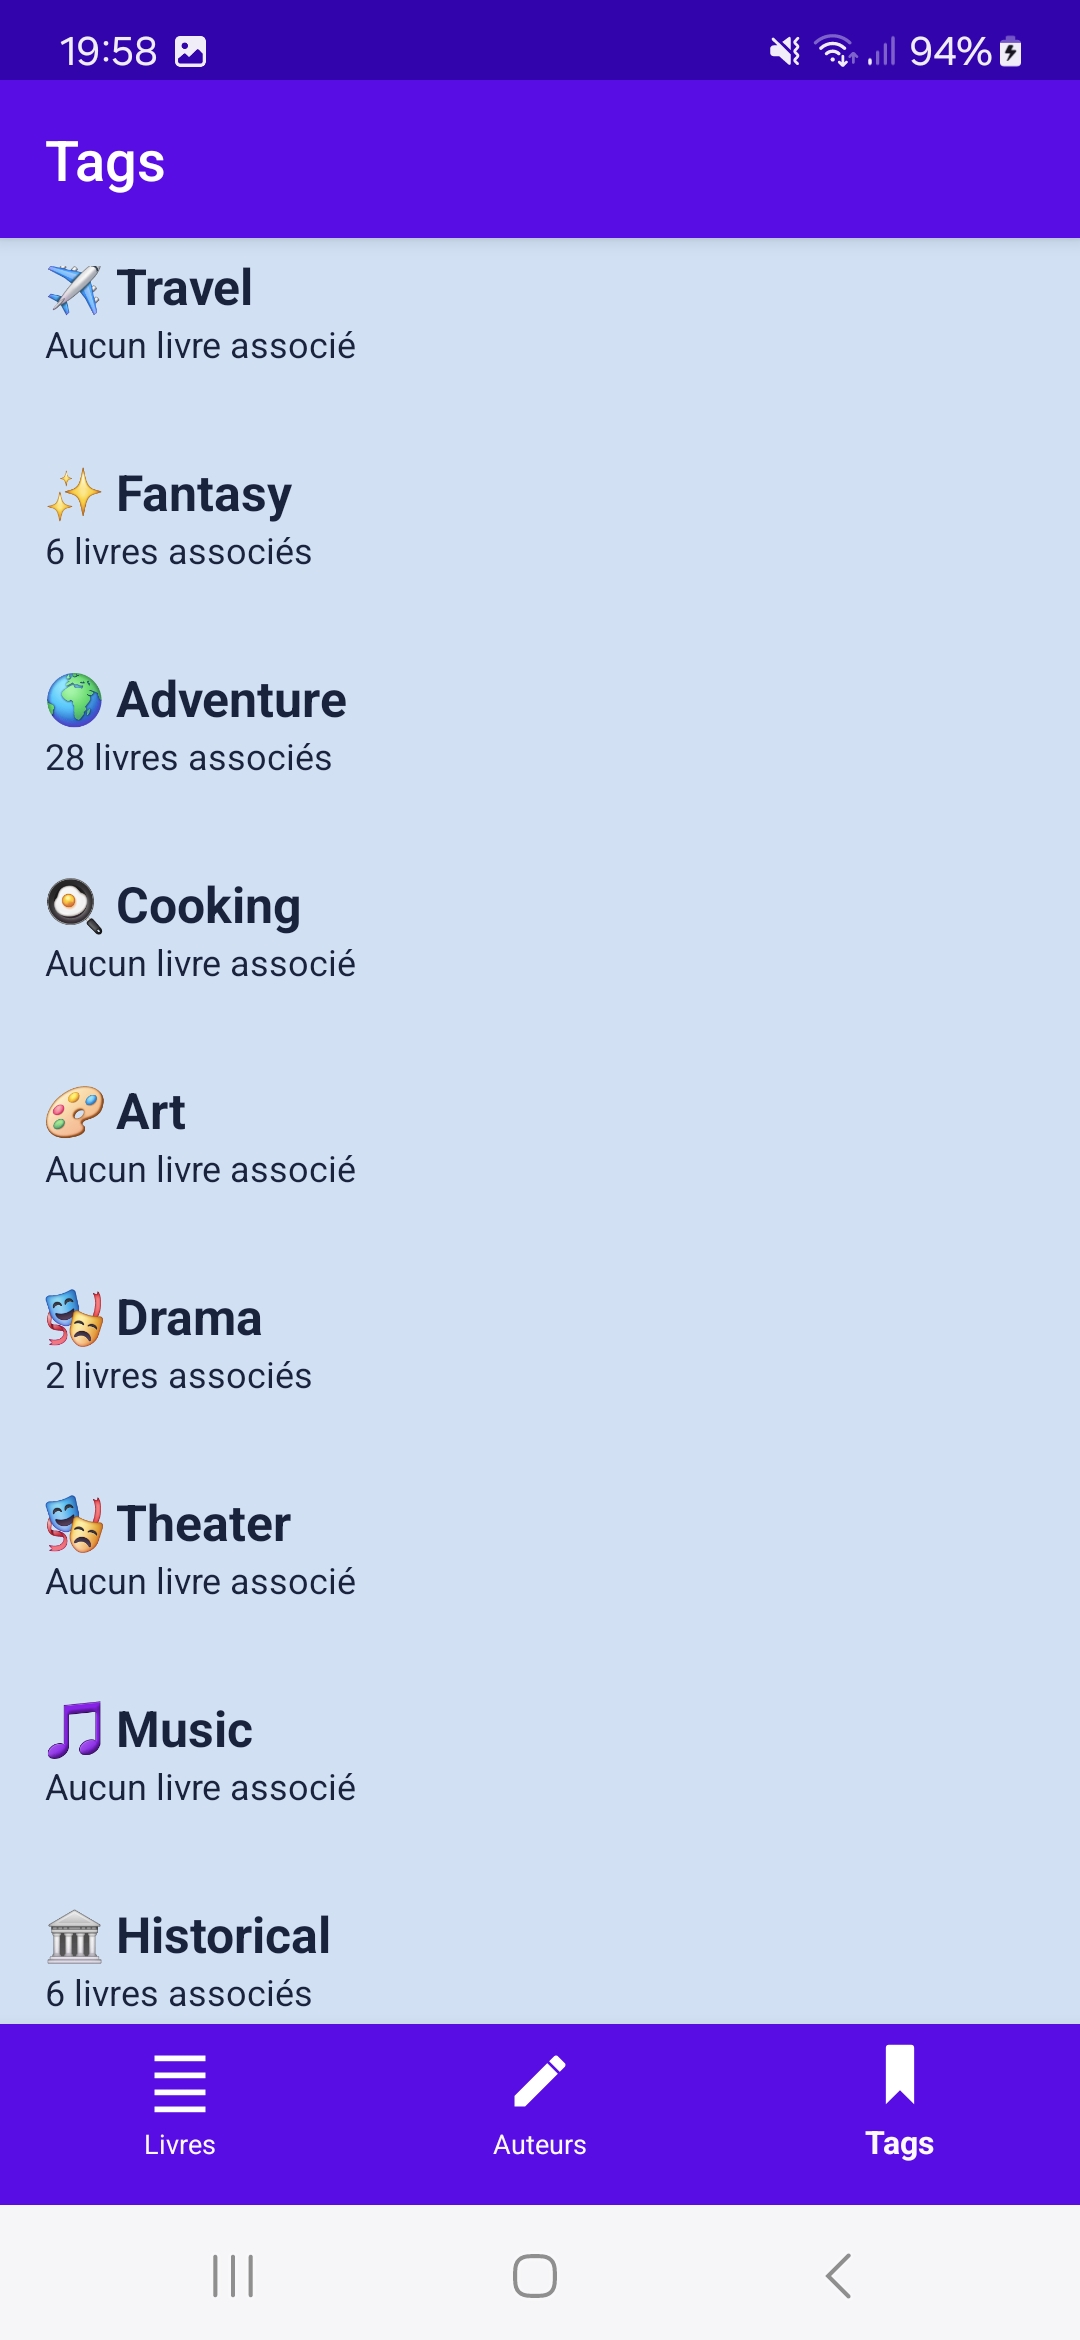 19:58 94%
Tags
Travel
Aucun livre associé
Fantasy
6 livres associés
Adventure
28 livres associés
Cooking
Aucun livre associé
Art
Aucun livre associé
Drama
2 livres associés
Theater
Aucun livre associé
Music
Aucun livre associé
Historical
6 livres associés
Livres Auteurs Tags